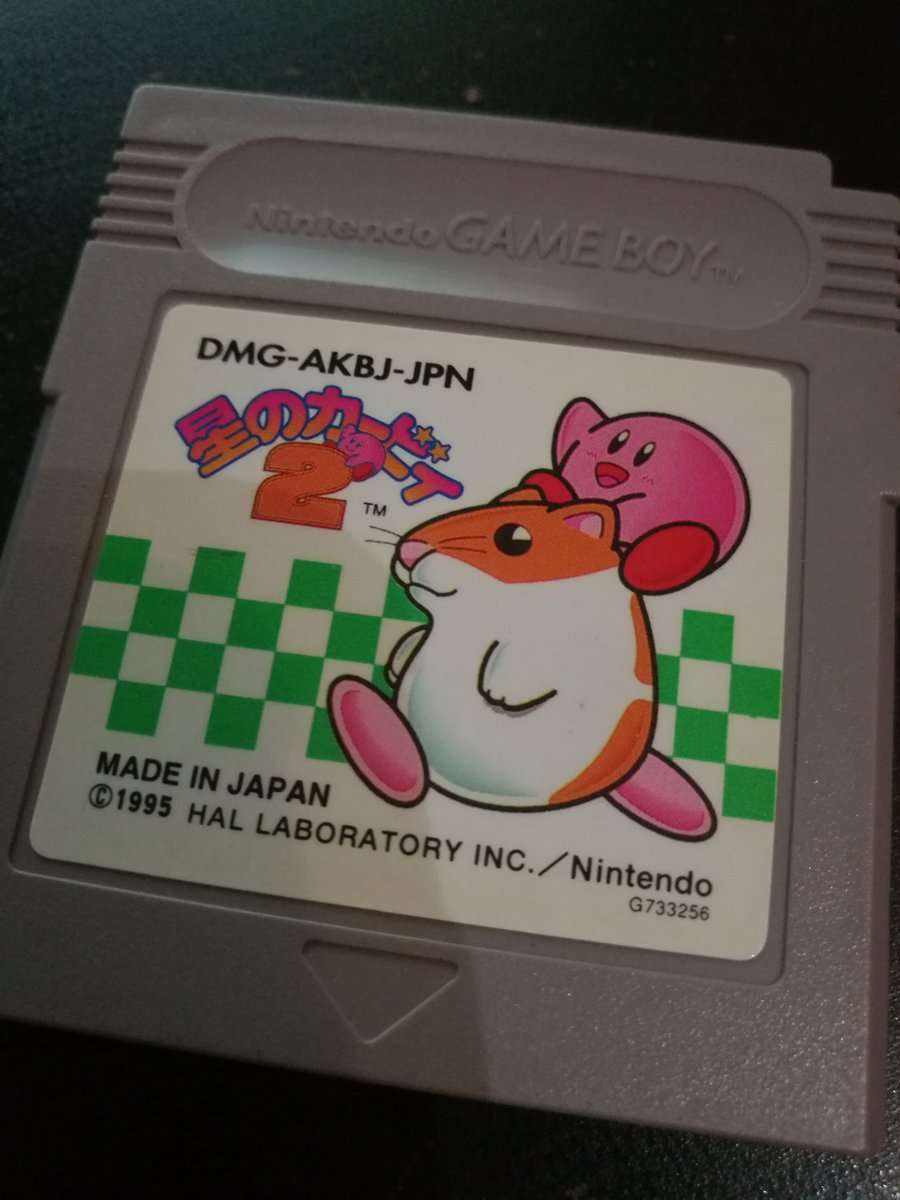 Nintendo GAME BOY™
DMG-AKBJ-JPN
星のカービィ
2™
MADE IN JAPAN
©1995 HAL LABORATORY INC./Nintendo
G733256